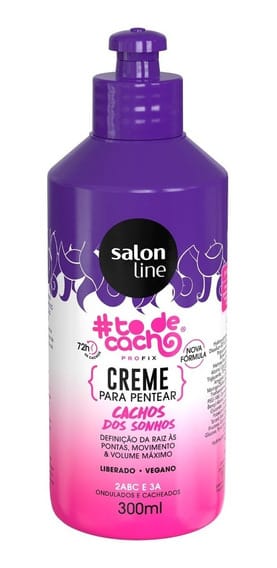 salon
line
#todecacho
PROFIX
72h
NOVA
FÓRMULA
CREME
PARA PENTEAR
CACHOS
DOS SONHOS
DEFINIÇÃO DA RAIZ ÀS
PONTAS, MOVIMENTO
& VOLUME MÁXIMO
LIBERADO • VEGANO
2ABC E 3A
ONDULADOS E CACHEADOS
300ml